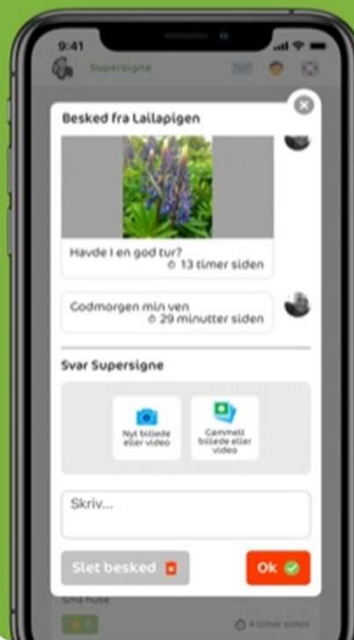 9:41
Supersigne
Besked fra Lailapigen
Havde I en god tur?
13 timer siden
Godmorgen min ven
29 minutter siden
Svar Supersigne
Nyt billede
eller video
Gammelt
billede eller
video
Skriv...
Slet besked
Ok
Små huse
4 timer siden